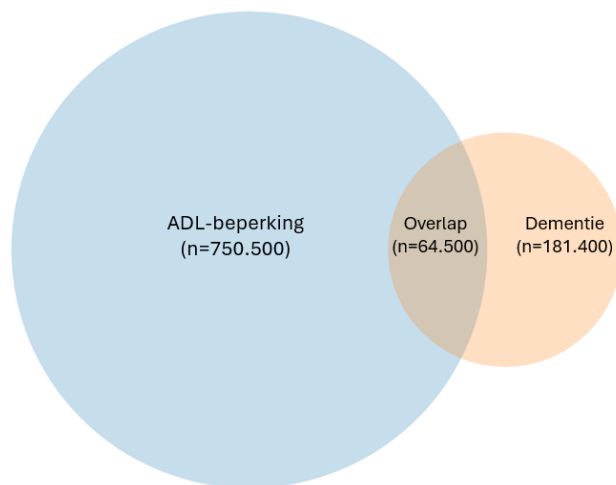 ADL-beperking
(n=750.500)
Overlap
(n=64.500)
Dementie
(n=181.400)